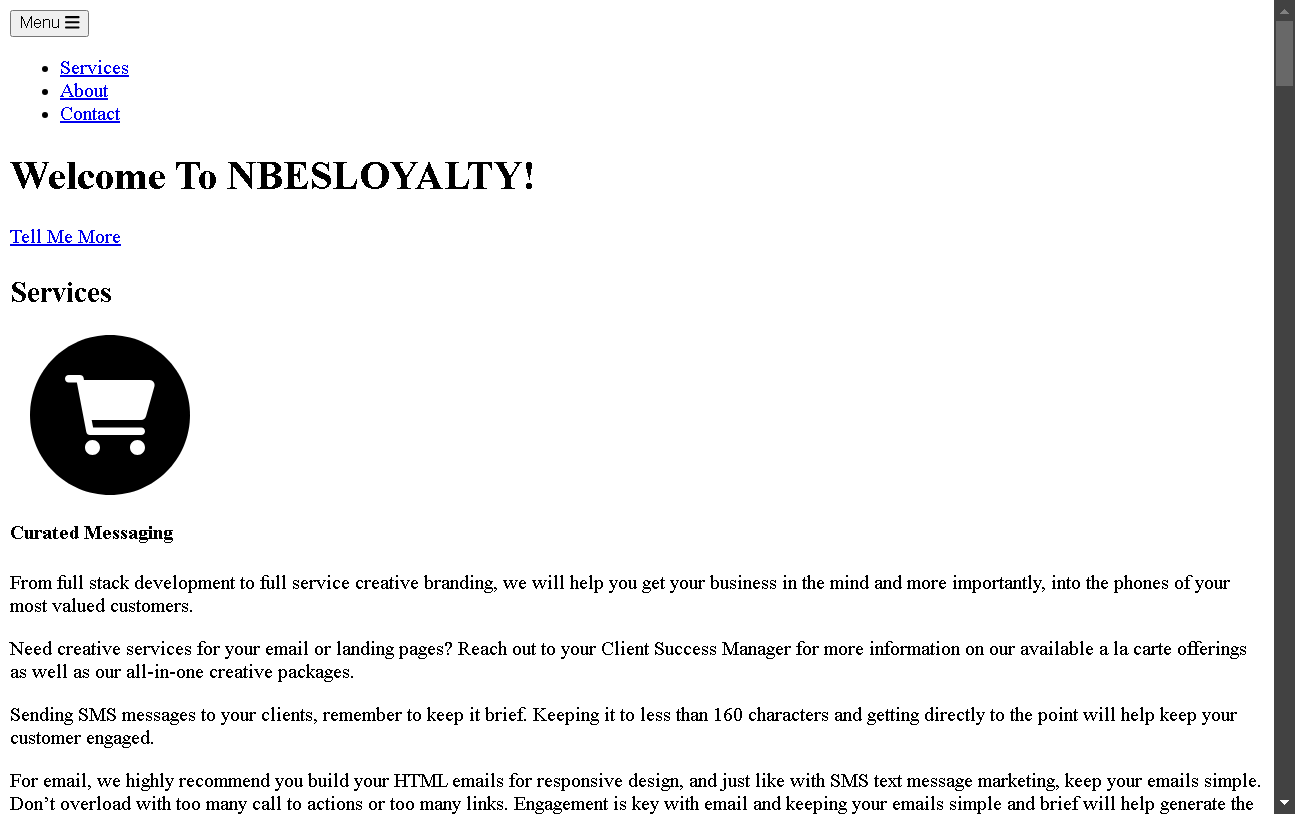 Menu
Services
About
Contact
Welcome To NBESLOYALTY!
Tell Me More
Services
Curated Messaging
From full stack development to full service creative branding, we will help you get your business in the mind and more importantly, into the phones of your
most valued customers.
Need creative services for your email or landing pages? Reach out to your Client Success Manager for more information on our available a la carte offerings
as well as our all-in-one creative packages.
Sending SMS messages to your clients, remember to keep it brief. Keeping it to less than 160 characters and getting directly to the point will help keep your
customer engaged.
For email, we highly recommend you build your HTML emails for responsive design, and just like with SMS text message marketing, keep your emails simple.
Don’t overload with too many call to actions or too many links. Engagement is key with email and keeping your emails simple and brief will help generate the